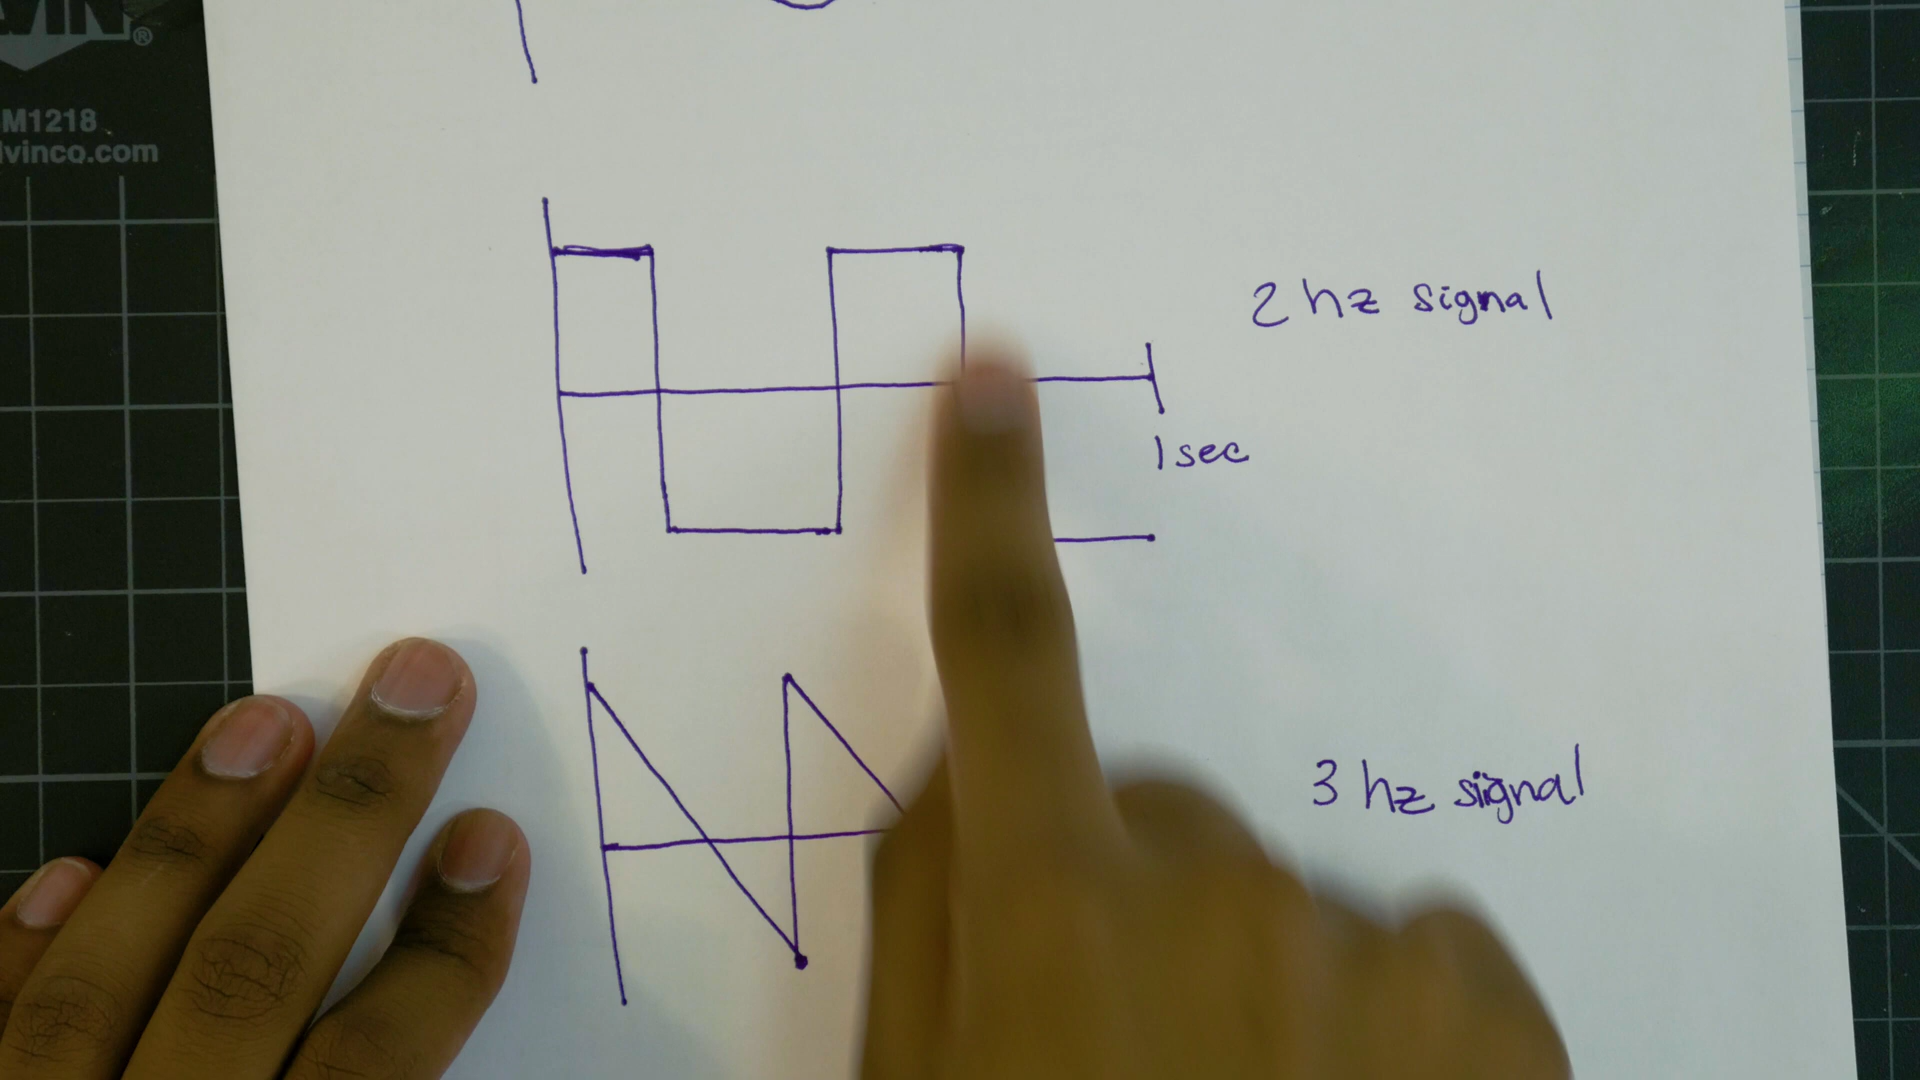 M1218
lvinco.com
2 hz signal
1 sec
3 hz signal